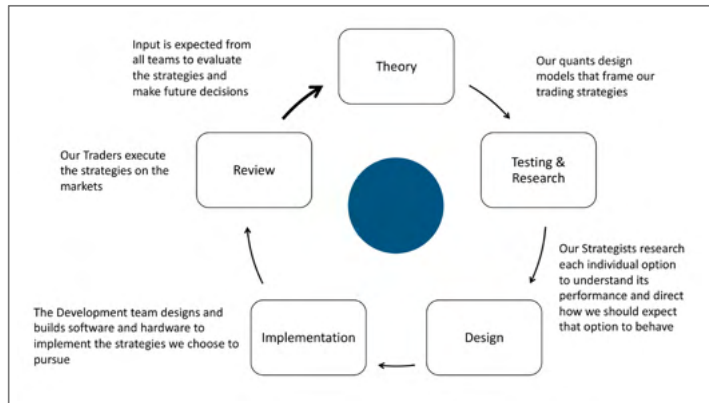 Theory
Our quants design
models that frame our
trading strategies
Testing &
Research
Our Strategists research
each individual option
to understand its
performance and direct
how we should expect
that option to behave
Design
Implementation
The Development team designs and
builds software and hardware to
implement the strategies we choose to
pursue
Review
Our Traders execute
the strategies on the
markets
Input is expected from
all teams to evaluate
the strategies and
make future decisions